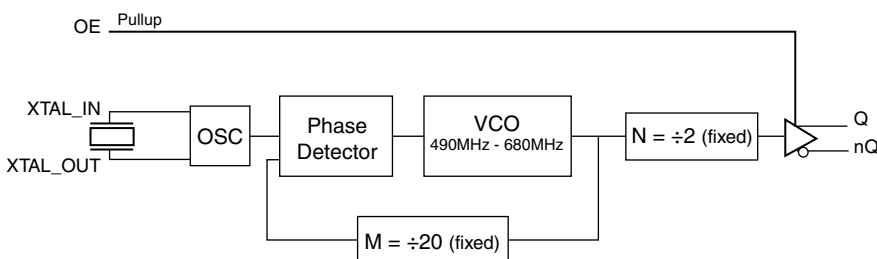 OE Pullup
XTAL_IN
XTAL_OUT
OSC
Phase
Detector
VCO
490MHz - 680MHz
N = ÷2 (fixed)
Q
nQ
M = ÷20 (fixed)